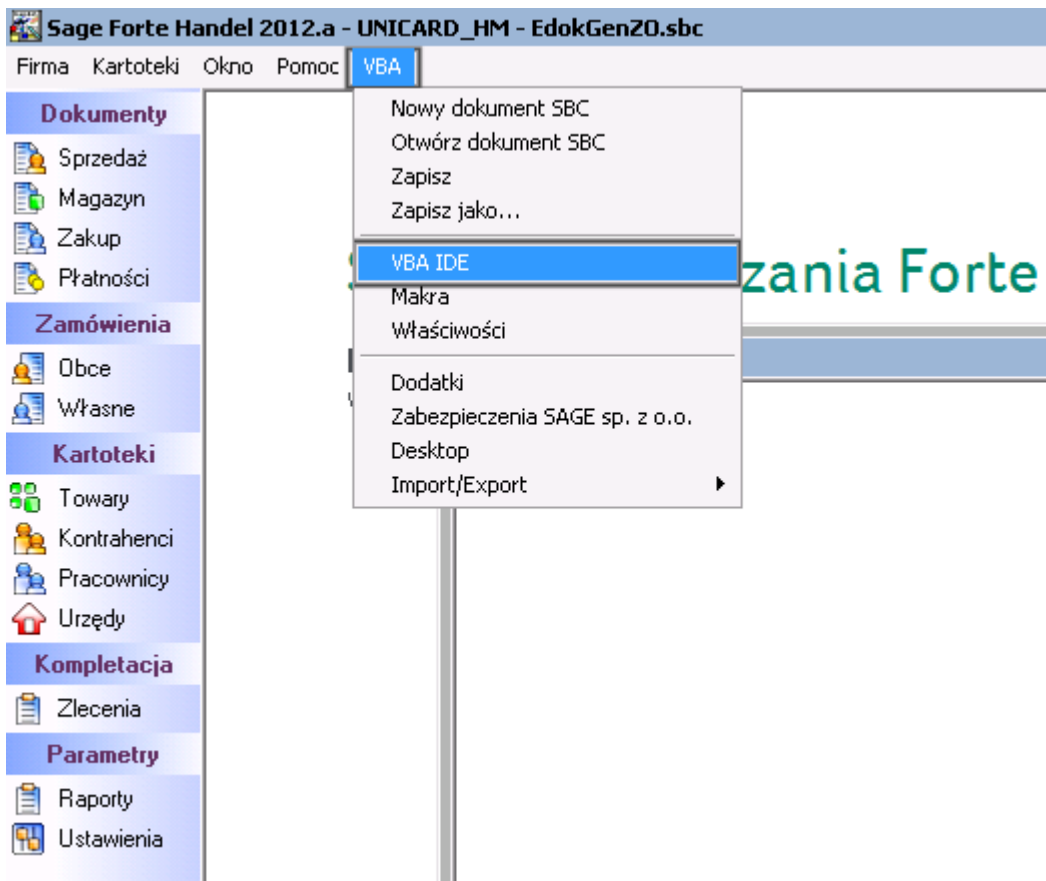 Sage Forte Handel 2012.a - UNICARD_HM - EdokGenZO.sbc
Firma Kartoteki Okno Pomoc VBA
Dokumenty
Sprzedaż
Magazyn
Zakup
Płatności
Zamówienia
Obce
Własne
Kartoteki
Towary
Kontrahenci
Pracownicy
Urzędy
Kompletacja
Zlecenia
Parametry
Raporty
Ustawienia
Nowy dokument SBC
Otwórz dokument SBC
Zapisz
Zapisz jako...
VBA IDE
Makra
Właściwości
Dodatki
Zabezpieczenia SAGE sp. z o.o.
Desktop
Import/Export
zania Forte